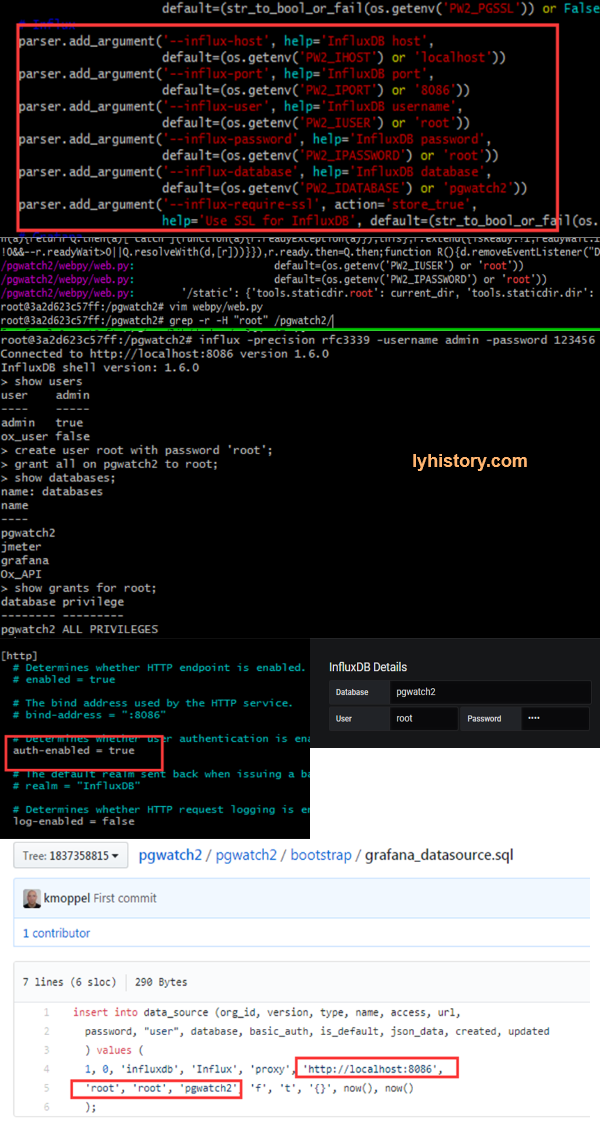 default=(str_to_bool_or_fail(os.getenv('PW2_PGSSL')) or False
# Influx
parser.add_argument('--influx-host', help='InfluxDB host',
default=(os.getenv('PW2_IHOST') or 'localhost'))
parser.add_argument('--influx-port', help='InfluxDB port',
default=(os.getenv('PW2_IPORT') or '8086'))
parser.add_argument('--influx-user', help='InfluxDB username',
default=(os.getenv('PW2_IUSER') or 'root'))
parser.add_argument('--influx-password', help='InfluxDB password',
default=(os.getenv('PW2_IPASSWORD') or 'root'))
parser.add_argument('--influx-database', help='InfluxDB database',
default=(os.getenv('PW2_IDATABASE') or 'pgwatch2'))
parser.add_argument('--influx-require-ssl', action='store_true',
help='Use SSL for InfluxDB', default=(str_to_bool_or_fail(os.
!0&&--r.readyWait>0||Q.resolveWith(d,[r]))}}),r.ready.then=Q.then;function R(){d.removeEventListener("D
/pgwatch2/webpy/web.py: default=(os.getenv('PW2_IUSER') or 'root'))
/pgwatch2/webpy/web.py: default=(os.getenv('PW2_IPASSWORD') or 'root'))
/pgwatch2/webpy/web.py: '/static': {'tools.staticdir.root': current_dir, 'tools.staticdir.dir':
root@3a2d623c57ff:/pgwatch2# vim webpy/web.py
root@3a2d623c57ff:/pgwatch2# grep -r -H "root" /pgwatch2/
root@3a2d623c57ff:/pgwatch2# influx -precision rfc3339 -username admin -password 123456
Connected to http://localhost:8086 version 1.6.0
InfluxDB shell version: 1.6.0
> show users
user admin
---- -----
admin true
ox_user false
> create user root with password 'root';
> grant all on pgwatch2 to root;
lyhistory.com
> show databases;
name: databases
name
----
pgwatch2
jmeter
grafana
Ox_API
> show grants for root;
database privilege
-------- ---------
pgwatch2 ALL PRIVILEGES
[http]
# Determines whether HTTP endpoint is enabled.
# enabled = true
# The bind address used by the HTTP service.
# bind-address = ":8086"
# Determines whether user authentication is ena
auth-enabled = true
# The default realm sent back when issuing a ba
# realm = "InfluxDB"
# Determines whether HTTP request logging is en
log-enabled = false
InfluxDB Details
Database pgwatch2
User root Password ••••
Tree: 1837358815
pgwatch2 / pgwatch2 / bootstrap / grafana_datasource.sql
kmoppel First commit
1 contributor
7 lines (6 sloc) 290 Bytes
1 insert into data_source (org_id, version, type, name, access, url,
2 password, "user", database, basic_auth, is_default, json_data, created, updated
3 ) values (
4 1, 0, 'influxdb', 'Influx', 'proxy', 'http://localhost:8086',
5 'root', 'root', 'pgwatch2', 'f', 't', '{}', now(), now()
6 );